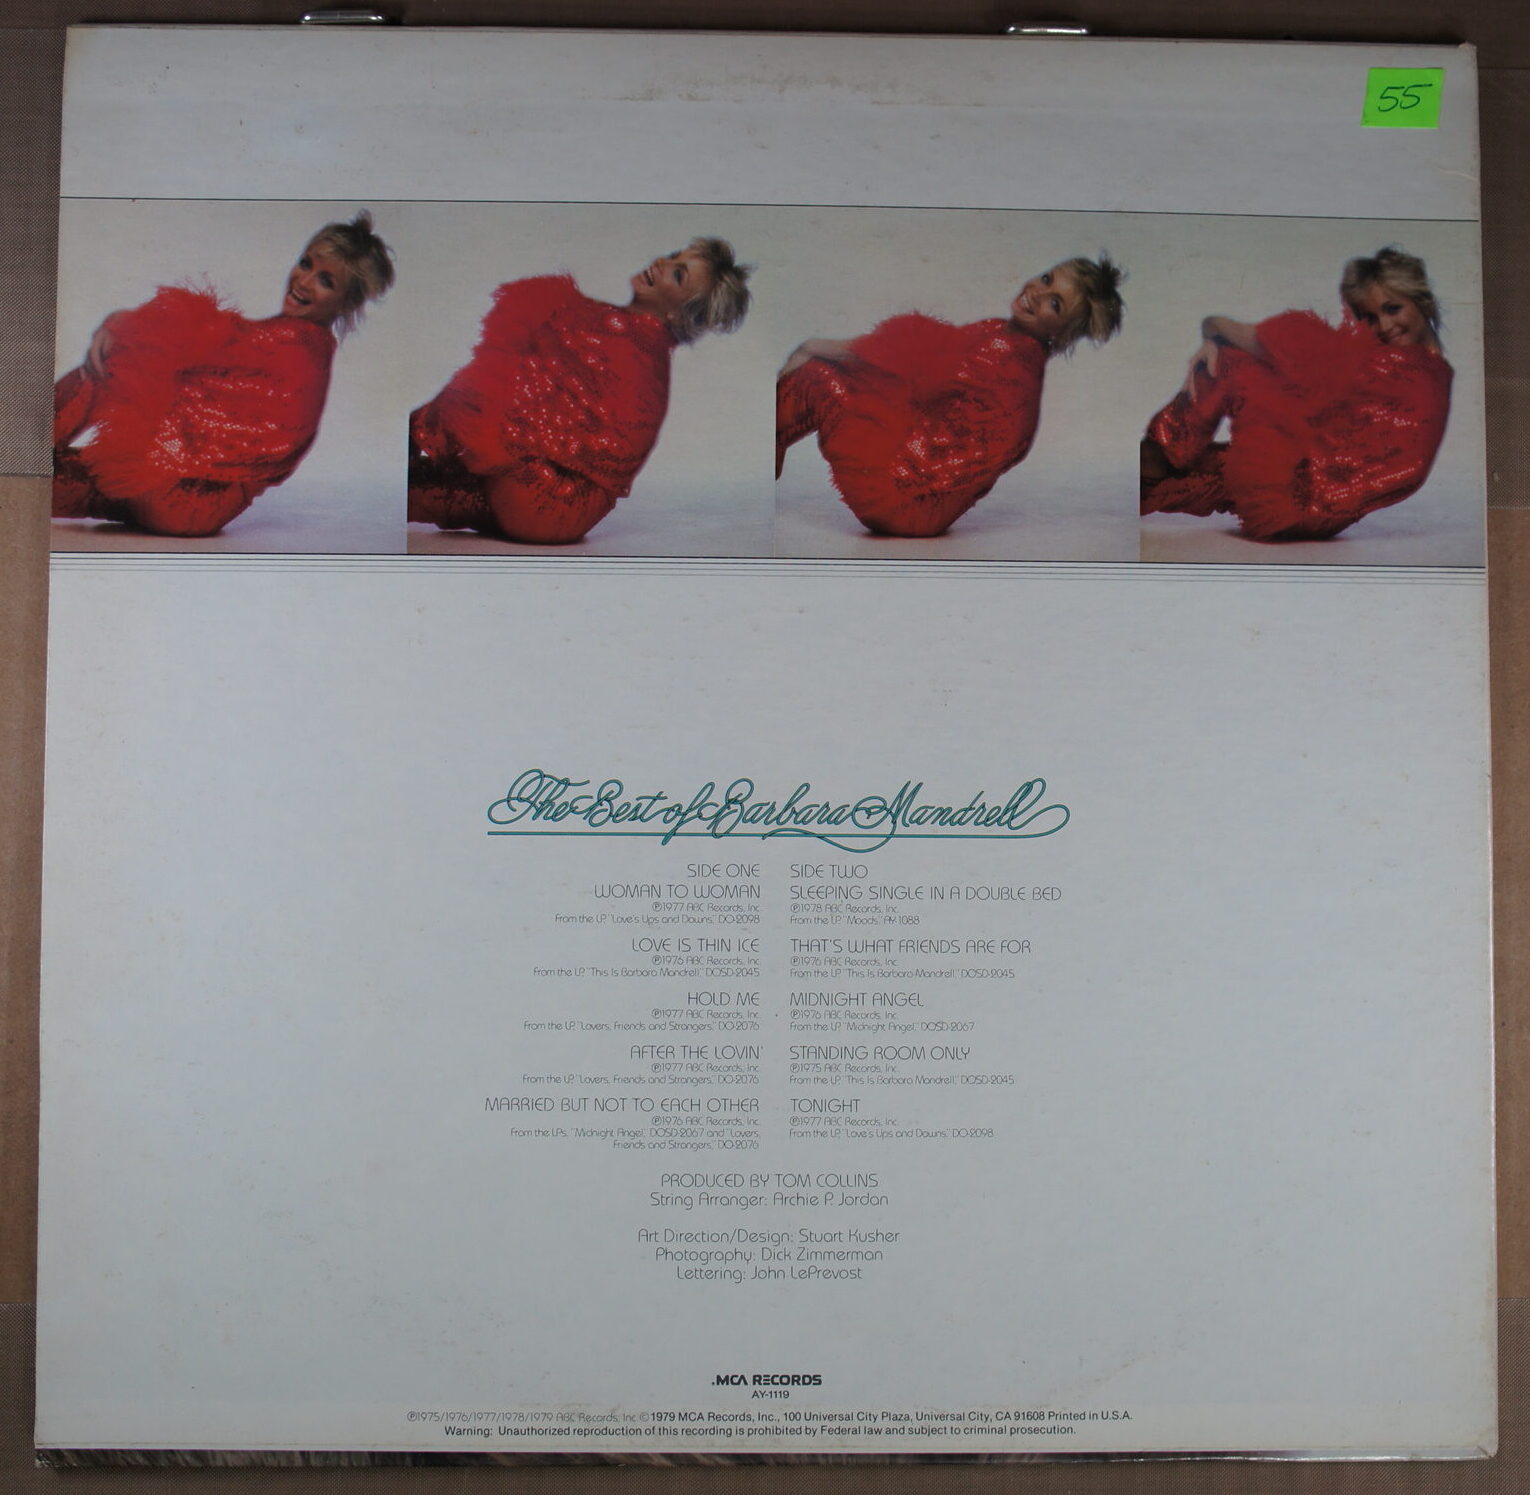 55
The Best of Barbara Mandrell
SIDE ONE
WOMAN TO WOMAN
℗1977 ABC Records, Inc.
From the LP, "Love's Ups and Downs," DO-2098
LOVE IS THIN ICE
℗1976 ABC Records, Inc.
From the LP, "This Is Barbara Mandrell," DOSD-2045
HOLD ME
℗1977 ABC Records, Inc.
From the LP, "Lovers, Friends and Strangers," DO-2076
AFTER THE LOVIN'
℗1977 ABC Records, Inc.
From the LP, "Lovers, Friends and Strangers," DO-2076
MARRIED BUT NOT TO EACH OTHER
℗1976 ABC Records, Inc.
From the LPs, "Midnight Angel," DOSD-2067 and "Lovers,
Friends and Strangers," DO-2076
SIDE TWO
SLEEPING SINGLE IN A DOUBLE BED
℗1978 ABC Records, Inc.
From the LP, "Moods," AY-1088
THAT'S WHAT FRIENDS ARE FOR
℗1976 ABC Records, Inc.
From the LP, "This Is Barbara Mandrell," DOSD-2045
MIDNIGHT ANGEL
℗1976 ABC Records, Inc.
From the LP, "Midnight Angel," DOSD-2067
STANDING ROOM ONLY
℗1975 ABC Records, Inc.
From the LP, "This Is Barbara Mandrell," DOSD-2045
TONIGHT
℗1977 ABC Records, Inc.
From the LP, "Love's Ups and Downs," DO-2098
PRODUCED BY TOM COLLINS
String Arranger: Archie P. Jordan
Art Direction/Design: Stuart Kusher
Photography: Dick Zimmerman
Lettering: John LePrevost
.MCA RECORDS
AY-1119
℗1975/1976/1977/1978/1979 ABC Records, Inc. ©1979 MCA Records, Inc., 100 Universal City Plaza, Universal City, CA 91608 Printed in U.S.A.
Warning: Unauthorized reproduction of this recording is prohibited by Federal law and subject to criminal prosecution.